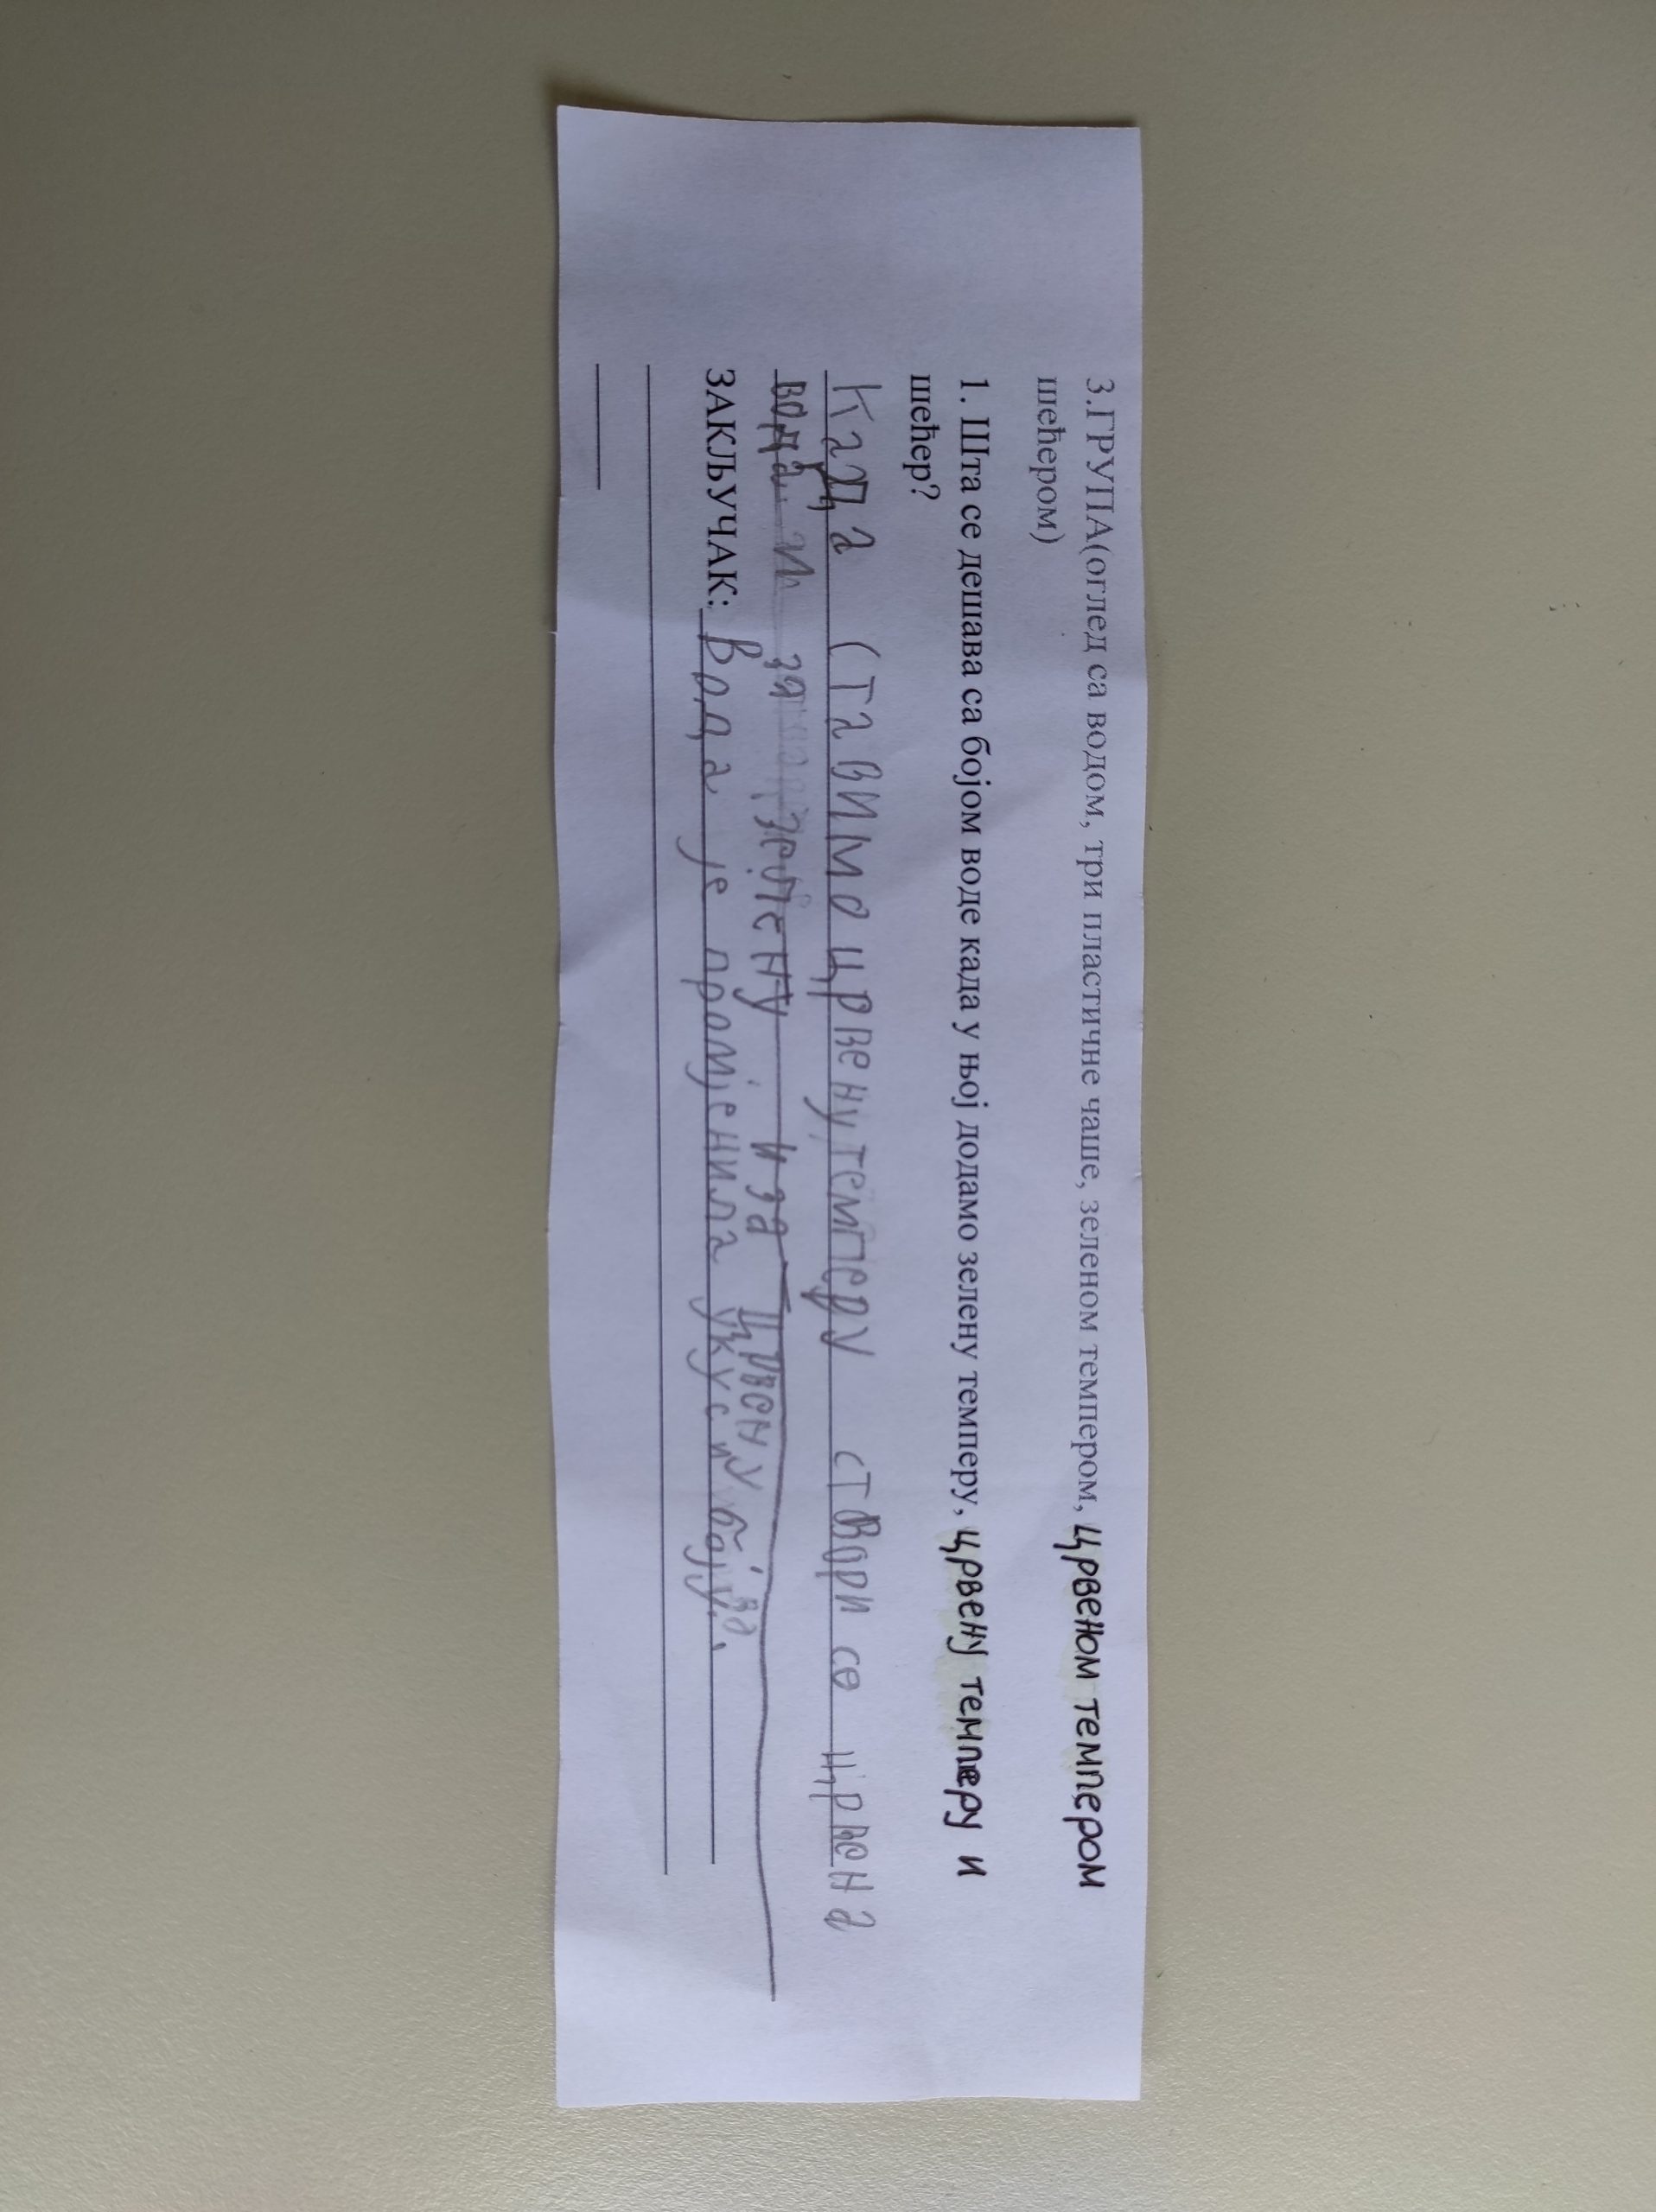 3.ГРУПА(оглед са водом, три пластичне чаше, зеленом темпером, црвеном темпером
шећером)
1. Шта се дешава са бојом воде када у њој додамо зелену темперу, црвену темперу и
шећер?
Када ставимо црвену темперу створи се црвена
вода и за зелену и за црвену
ЗАКЉУЧАК: Вода је промјенила укус и боју.